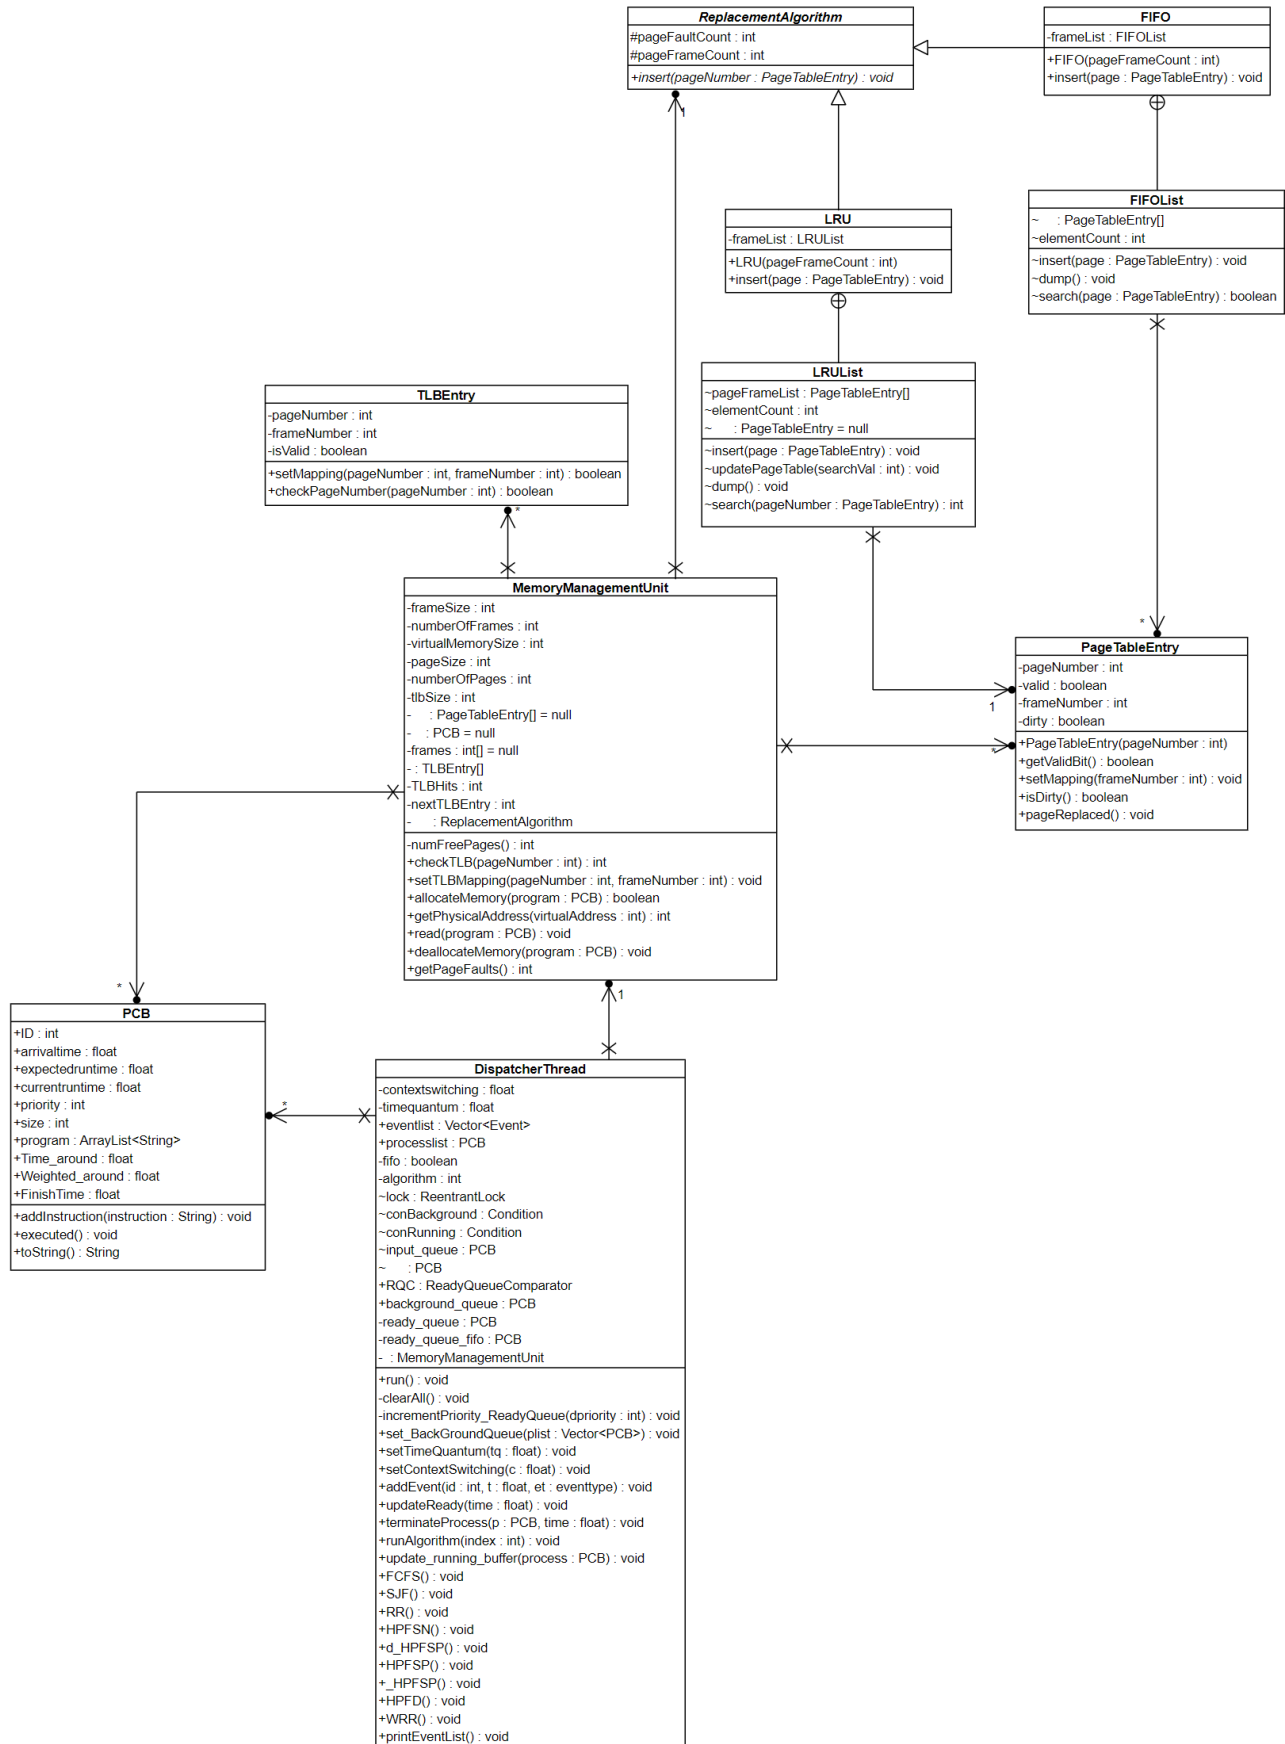 ReplacementAlgorithm
#pageFaultCount : int
#pageFrameCount : int
+insert(pageNumber : PageTableEntry) : void
1
FIFO
-frameList : FIFOList
+FIFO(pageFrameCount : int)
+insert(page : PageTableEntry) : void
FIFOList
~ : PageTableEntry[]
~elementCount : int
~insert(page : PageTableEntry) : void
~dump() : void
~search(page : PageTableEntry) : boolean
LRU
-frameList : LRUList
+LRU(pageFrameCount : int)
+insert(page : PageTableEntry) : void
LRUList
~pageFrameList : PageTableEntry[]
~elementCount : int
~ : PageTableEntry = null
~insert(page : PageTableEntry) : void
~updatePageTable(searchVal : int) : void
~dump() : void
~search(pageNumber : PageTableEntry) : int
TLBEntry
-pageNumber : int
-frameNumber : int
-isValid : boolean
+setMapping(pageNumber : int, frameNumber : int) : boolean
+checkPageNumber(pageNumber : int) : boolean
*
MemoryManagementUnit
-frameSize : int
-numberOfFrames : int
-virtualMemorySize : int
-pageSize : int
-numberOfPages : int
-tlbSize : int
- : PageTableEntry[] = null
- : PCB = null
-frames : int[] = null
- : TLBEntry[]
-TLBHits : int
-nextTLBEntry : int
- : ReplacementAlgorithm
-numFreePages() : int
+checkTLB(pageNumber : int) : int
+setTLBMapping(pageNumber : int, frameNumber : int) : void
+allocateMemory(program : PCB) : boolean
+getPhysicalAddress(virtualAddress : int) : int
+read(program : PCB) : void
+deallocateMemory(program : PCB) : void
+getPageFaults() : int
1
*
PageTableEntry
-pageNumber : int
-valid : boolean
-frameNumber : int
-dirty : boolean
+PageTableEntry(pageNumber : int)
+getValidBit() : boolean
+setMapping(frameNumber : int) : void
+isDirty() : boolean
+pageReplaced() : void
1
*
*
PCB
+ID : int
+arrivaltime : float
+expectedruntime : float
+currentruntime : float
+priority : int
+size : int
+program : ArrayList<String>
+Time_around : float
+Weighted_around : float
+FinishTime : float
+addInstruction(instruction : String) : void
+executed() : void
+toString() : String
*
DispatcherThread
-contextswitching : float
-timequantum : float
+eventlist : Vector<Event>
+processlist : PCB
-fifo : boolean
-algorithm : int
~lock : ReentrantLock
~conBackground : Condition
~conRunning : Condition
~input_queue : PCB
~ : PCB
+RQC : ReadyQueueComparator
+background_queue : PCB
-ready_queue : PCB
-ready_queue_fifo : PCB
- : MemoryManagementUnit
+run() : void
-clearAll() : void
-incrementPriority_ReadyQueue(dpriority : int) : void
+set_BackGroundQueue(plist : Vector<PCB>) : void
+setTimeQuantum(tq : float) : void
+setContextSwitching(c : float) : void
+addEvent(id : int, t : float, et : eventtype) : void
+updateReady(time : float) : void
+terminateProcess(p : PCB, time : float) : void
+runAlgorithm(index : int) : void
+update_running_buffer(process : PCB) : void
+FCFS() : void
+SJF() : void
+RR() : void
+HPFSN() : void
+d_HPFSP() : void
+HPFSP() : void
+_HPFSP() : void
+HPFD() : void
+WRR() : void
+printEventList() : void